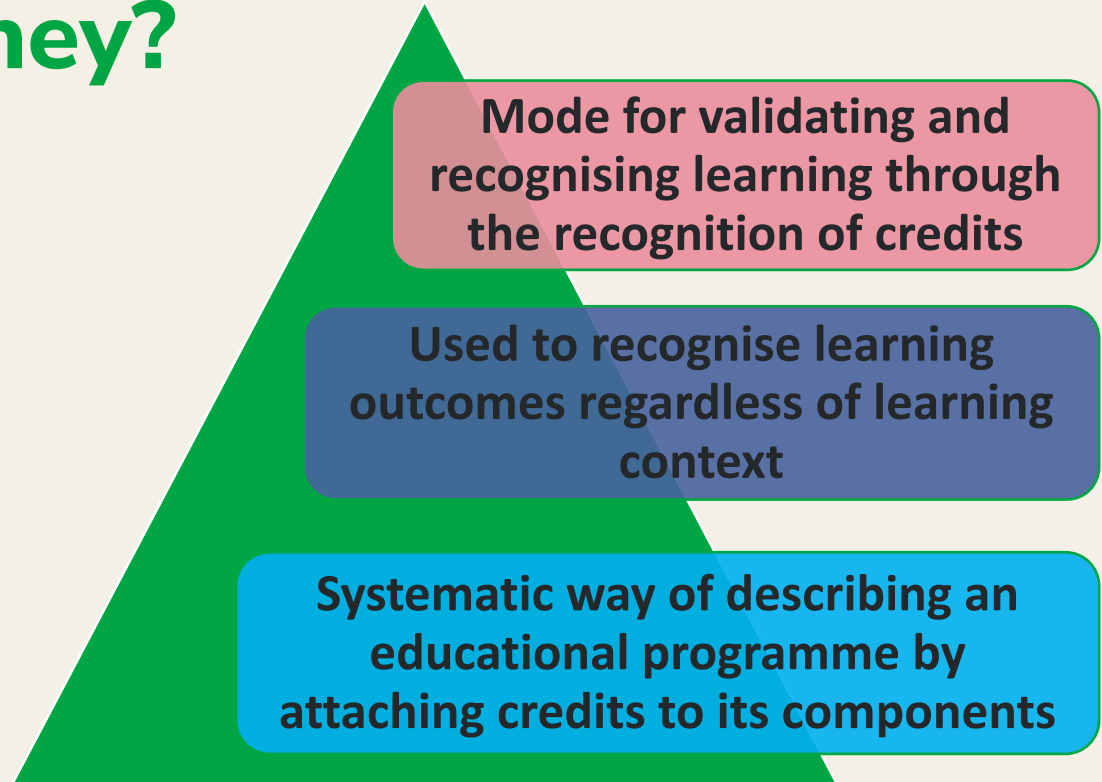 ney?
Mode for validating and
recognising learning through
the recognition of credits
Used to recognise learning
outcomes regardless of learning
context
Systematic way of describing an
educational programme by
attaching credits to its components